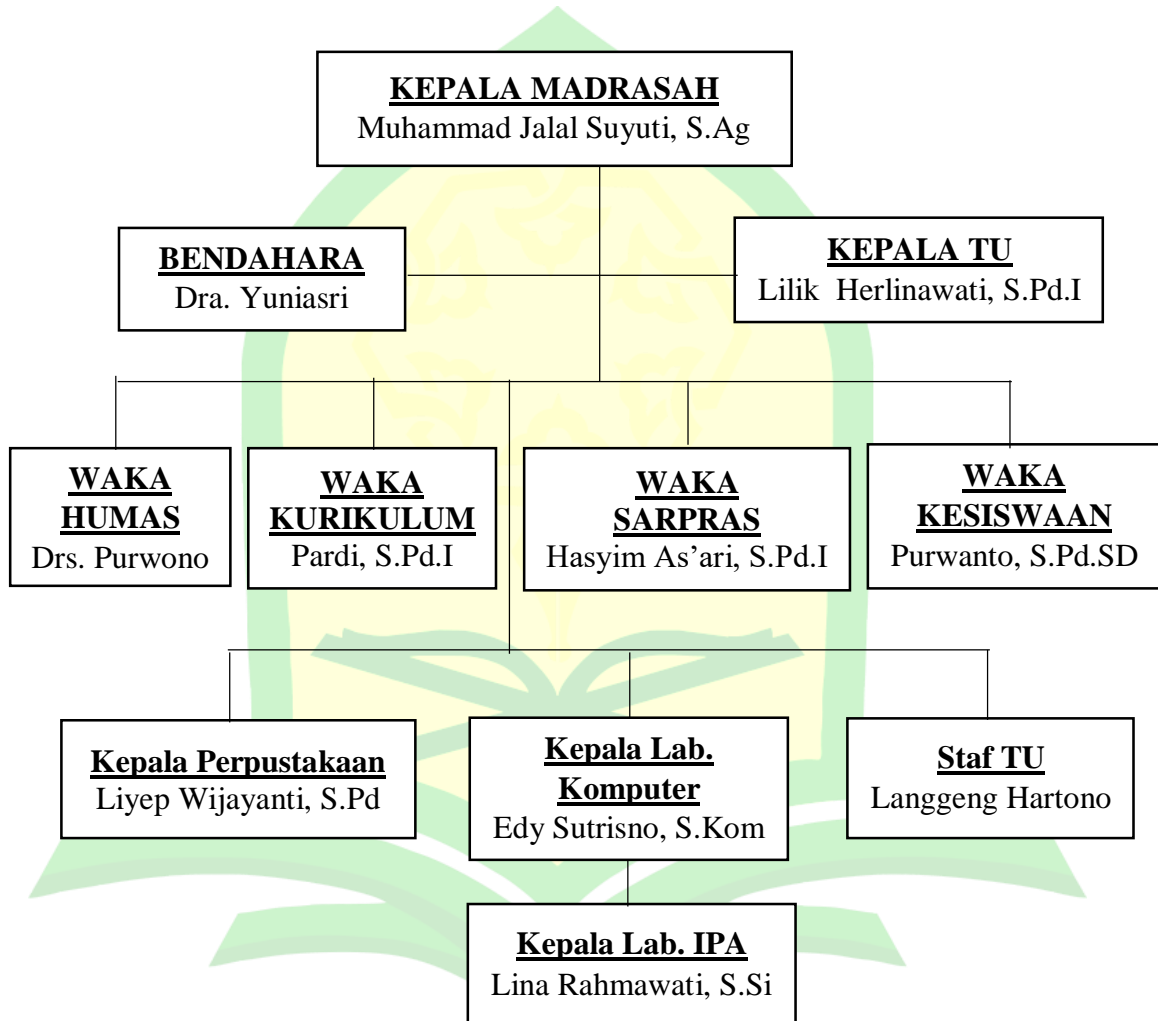 KEPALA MADRASAH
Muhammad Jalal Suyuti, S.Ag
BENDAHARA
Dra. Yuniasri
KEPALA TU
Lilik Herlinawati, S.Pd.I
WAKA
HUMAS
Drs. Purwono
WAKA
KURIKULUM
Pardi, S.Pd.I
WAKA
SARPRAS
Hasyim As’ari, S.Pd.I
WAKA
KESISWAAN
Purwanto, S.Pd.SD
Kepala Perpustakaan
Liyep Wijayanti, S.Pd
Kepala Lab.
Komputer
Edy Sutrisno, S.Kom
Staf TU
Langgeng Hartono
Kepala Lab. IPA
Lina Rahmawati, S.Si